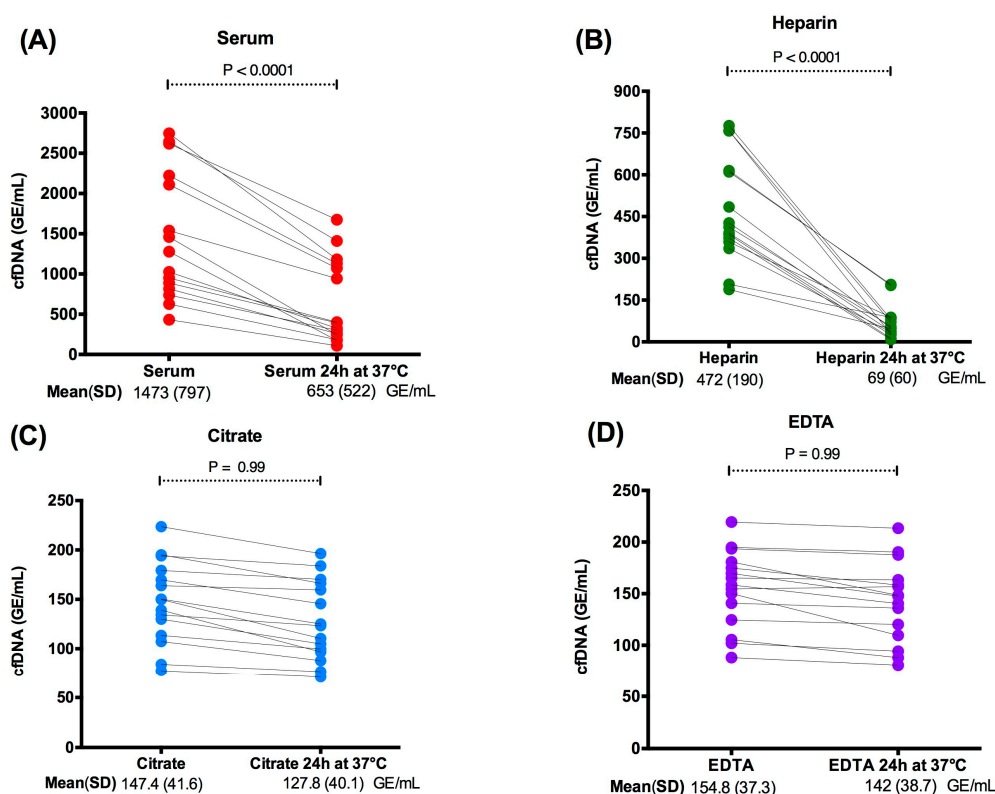 (A)
Serum
P < 0.0001
cfDNA (GE/mL)
3000
2500
2000
1500
1000
500
0
Serum Serum 24h at 37ºC
Mean(SD) 1473 (797) 653 (522) GE/mL
(B)
Heparin
P < 0.0001
cfDNA (GE/mL)
900
750
600
450
300
150
0
Heparin Heparin 24h at 37ºC
Mean(SD) 472 (190) 69 (60) GE/mL
(C)
Citrate
P = 0.99
cfDNA (GE/mL)
250
200
150
100
50
0
Citrate Citrate 24h at 37ºC
Mean(SD) 147.4 (41.6) 127.8 (40.1) GE/mL
(D)
EDTA
P = 0.99
cfDNA (GE/mL)
250
200
150
100
50
0
EDTA EDTA 24h at 37ºC
Mean(SD) 154.8 (37.3) 142 (38.7) GE/mL